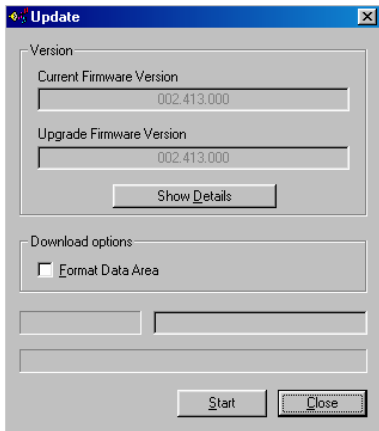 Update
Version
Current Firmware Version
002.413.000
Upgrade Firmware Version
002.413.000
Show Details
Download options
Format Data Area
Start
Close